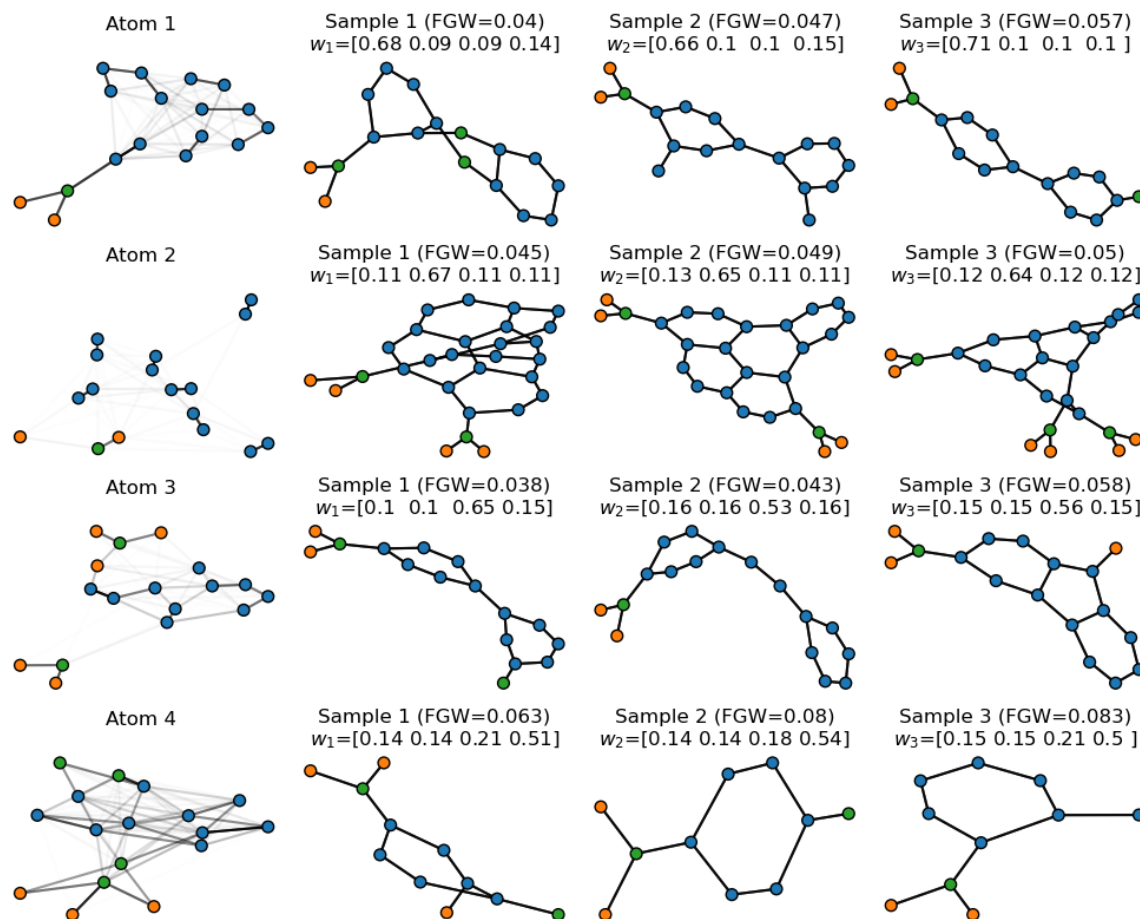 Atom 1
Sample 1 (FGW=0.04)
w₁=[0.68 0.09 0.09 0.14]
Sample 2 (FGW=0.047)
w₂=[0.66 0.1 0.1 0.15]
Sample 3 (FGW=0.057)
w₃=[0.71 0.1 0.1 0.1 ]
Atom 2
Sample 1 (FGW=0.045)
w₁=[0.11 0.67 0.11 0.11]
Sample 2 (FGW=0.049)
w₂=[0.13 0.65 0.11 0.11]
Sample 3 (FGW=0.05)
w₃=[0.12 0.64 0.12 0.12]
Atom 3
Sample 1 (FGW=0.038)
w₁=[0.1 0.1 0.65 0.15]
Sample 2 (FGW=0.043)
w₂=[0.16 0.16 0.53 0.16]
Sample 3 (FGW=0.058)
w₃=[0.15 0.15 0.56 0.15]
Atom 4
Sample 1 (FGW=0.063)
w₁=[0.14 0.14 0.21 0.51]
Sample 2 (FGW=0.08)
w₂=[0.14 0.14 0.18 0.54]
Sample 3 (FGW=0.083)
w₃=[0.15 0.15 0.21 0.5 ]